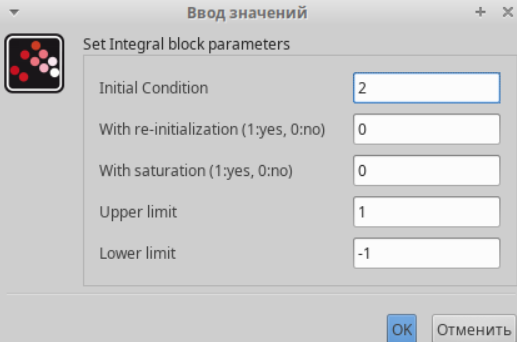 Ввод значений
Set Integral block parameters
Initial Condition 2
With re-initialization (1:yes, 0:no) 0
With saturation (1:yes, 0:no) 0
Upper limit 1
Lower limit -1
OK Отменить